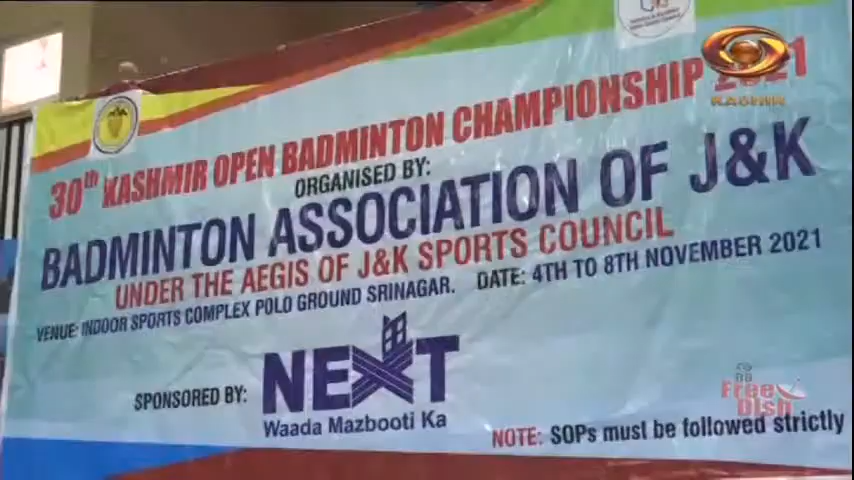 30th KASHMIR OPEN BADMINTON CHAMPIONSHIP 2021
ORGANISED BY:
BADMINTON ASSOCIATION OF J&K
UNDER THE AEGIS OF J&K SPORTS COUNCIL
VENUE: INDOOR SPORTS COMPLEX POLO GROUND SRINAGAR. DATE: 4TH TO 8TH NOVEMBER 2021
SPONSORED BY: NEXT
Waada Mazbooti Ka
NOTE: SOPs must be followed strictly
KASHIR
Free
Dish